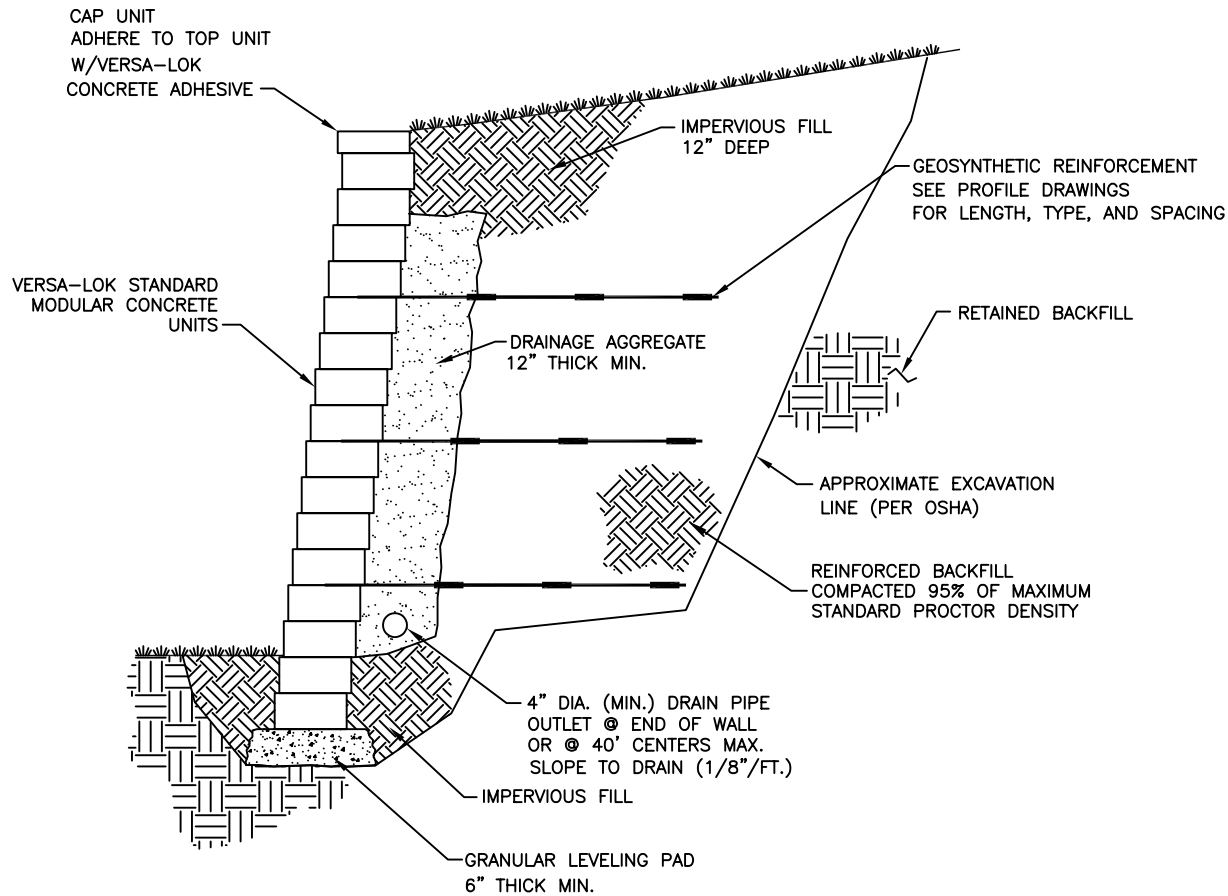 CAP UNIT
ADHERE TO TOP UNIT
W/VERSA-LOK
CONCRETE ADHESIVE
IMPERVIOUS FILL
12" DEEP
GEOSYNTHETIC REINFORCEMENT
SEE PROFILE DRAWINGS
FOR LENGTH, TYPE, AND SPACING
VERSA-LOK STANDARD
MODULAR CONCRETE
UNITS
RETAINED BACKFILL
DRAINAGE AGGREGATE
12" THICK MIN.
APPROXIMATE EXCAVATION
LINE (PER OSHA)
REINFORCED BACKFILL
COMPACTED 95% OF MAXIMUM
STANDARD PROCTOR DENSITY
4" DIA. (MIN.) DRAIN PIPE
OUTLET @ END OF WALL
OR @ 40' CENTERS MAX.
SLOPE TO DRAIN (1/8"/FT.)
IMPERVIOUS FILL
GRANULAR LEVELING PAD
6" THICK MIN.